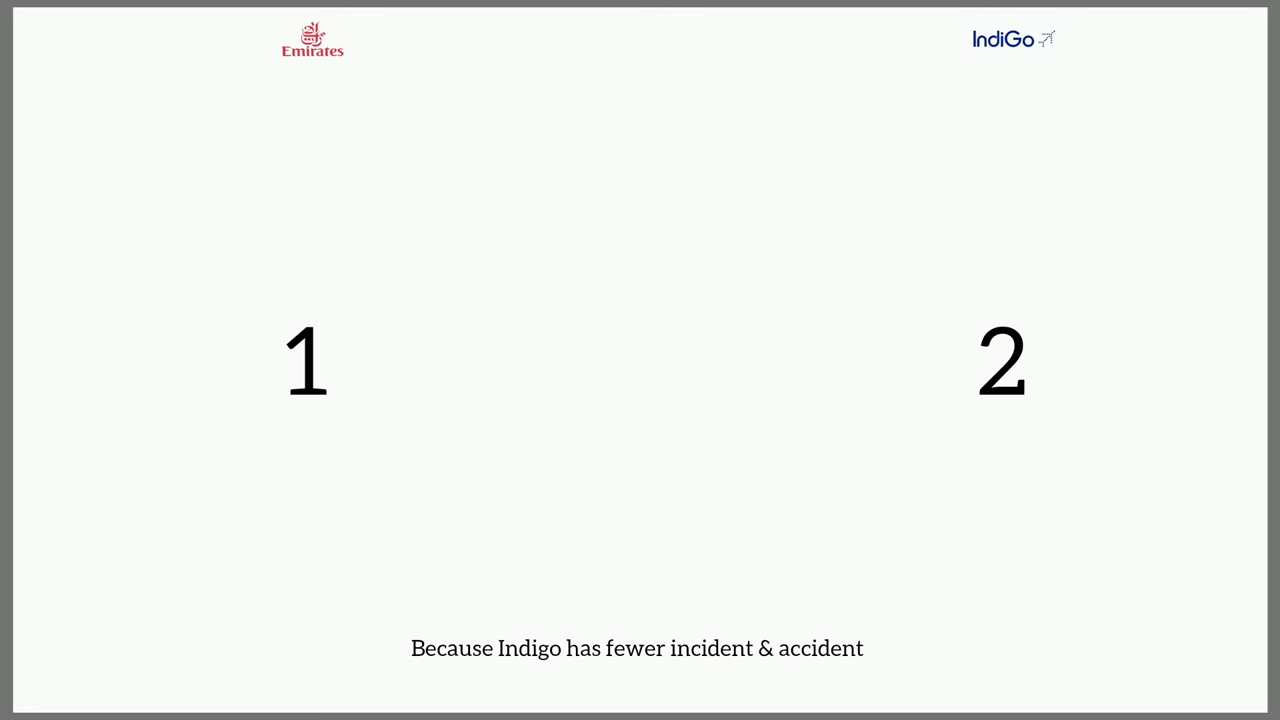 Emirates
IndiGo
1
2
Because Indigo has fewer incident & accident